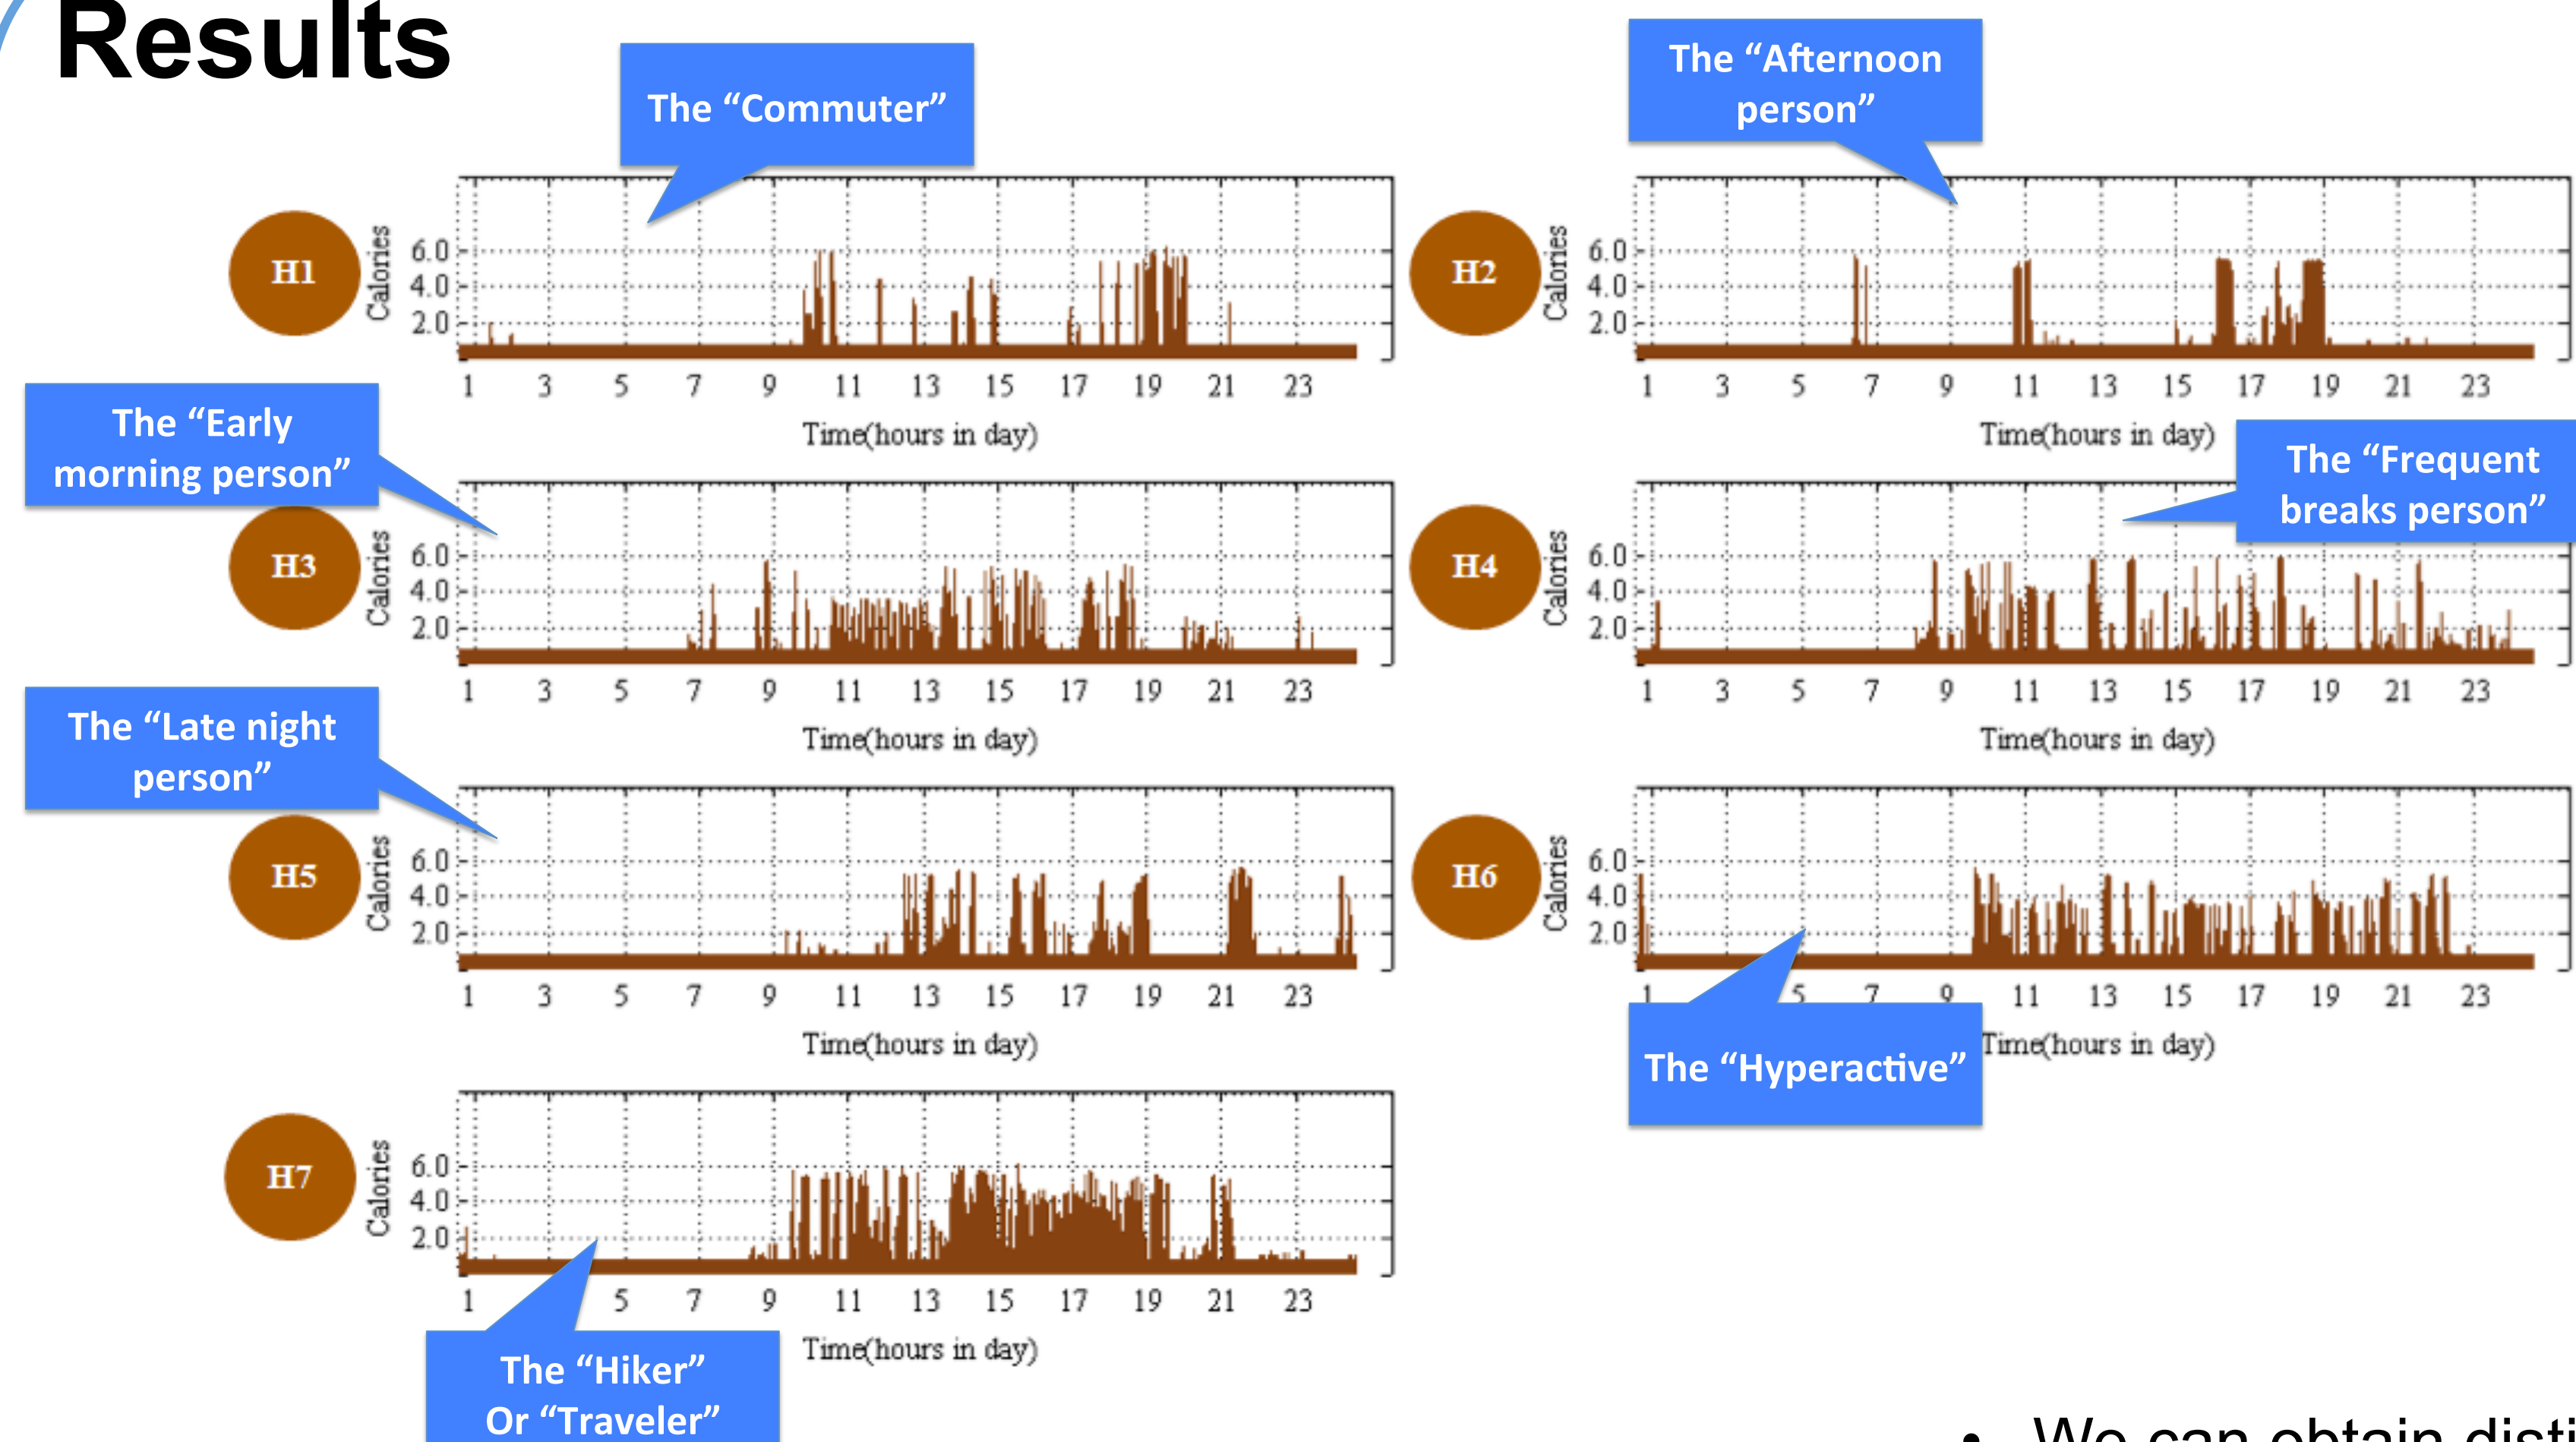 Results
The “Commuter”
The “Afternoon
person”
H1
Calories
6.0
4.0
2.0
1 3 5 7 9 11 13 15 17 19 21 23
Time(hours in day)
H2
Calories
6.0
4.0
2.0
1 3 5 7 9 11 13 15 17 19 21 23
Time(hours in day)
The “Early
morning person”
H3
Calories
6.0
4.0
2.0
1 3 5 7 9 11 13 15 17 19 21 23
Time(hours in day)
The “Frequent
breaks person”
H4
Calories
6.0
4.0
2.0
1 3 5 7 9 11 13 15 17 19 21 23
Time(hours in day)
The “Late night
person”
H5
Calories
6.0
4.0
2.0
1 3 5 7 9 11 13 15 17 19 21 23
Time(hours in day)
H6
Calories
6.0
4.0
2.0
1 5 7 9 11 13 15 17 19 21 23
Time(hours in day)
The “Hyperactive”
H7
Calories
6.0
4.0
2.0
1 5 7 9 11 13 15 17 19 21 23
Time(hours in day)
The “Hiker”
Or “Traveler”
• We can obtain